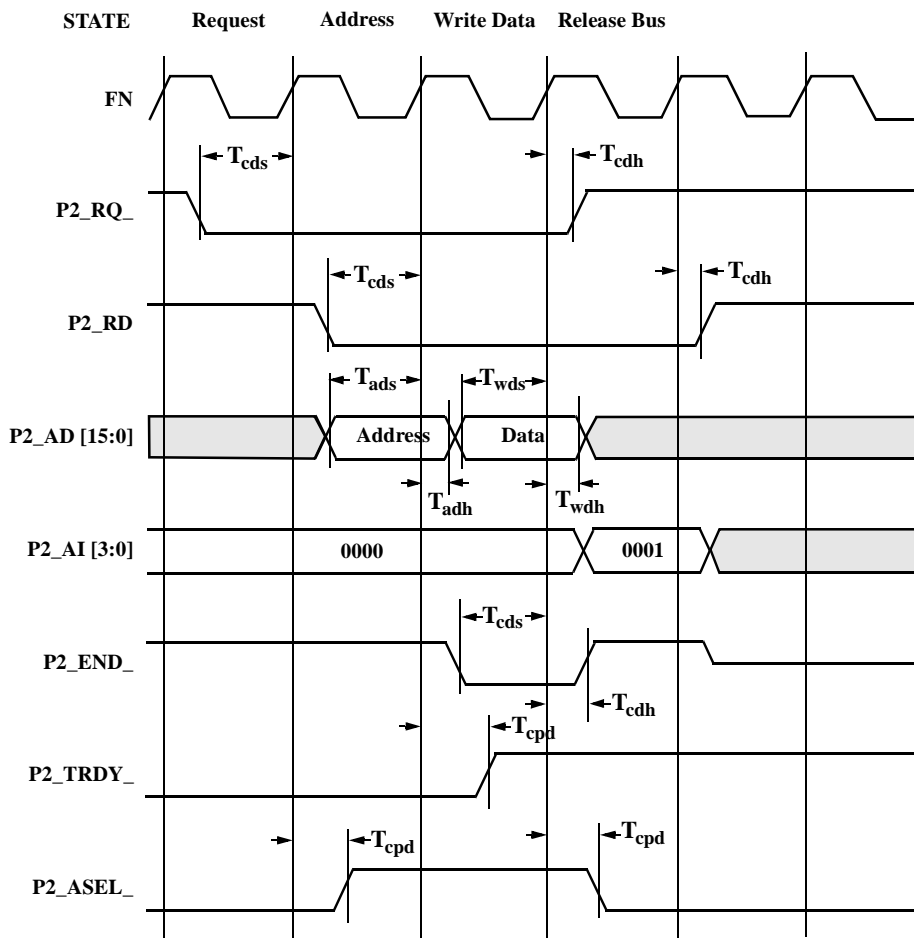 STATE Request Address Write Data Release Bus
FN
Tcds Tcdh
P2_RQ_
Tcds Tcdh
P2_RD
Tads Twds
P2_AD [15:0] Address Data
Tadh Twdh
P2_AI [3:0] 0000 0001
Tcds
P2_END_
Tcdh
Tcpd
P2_TRDY_
Tcpd Tcpd
P2_ASEL_